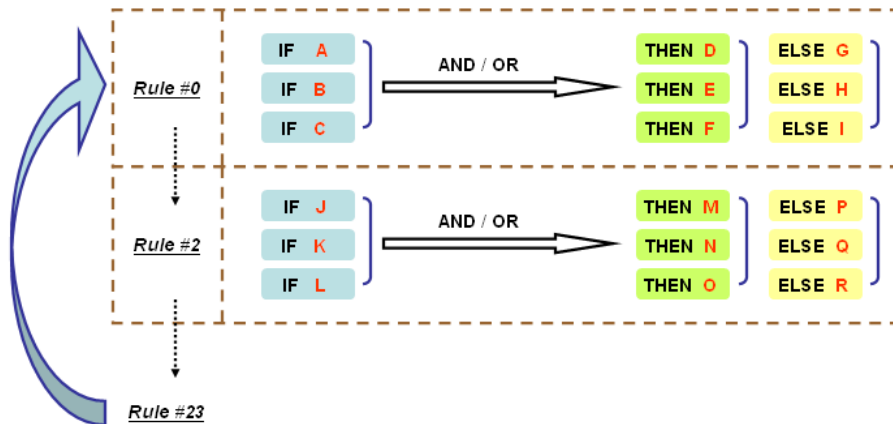 IF A
AND / OR
THEN D
ELSE G
Rule #0
IF B
THEN E
ELSE H
IF C
THEN F
ELSE I
IF J
AND / OR
THEN M
ELSE P
Rule #2
IF K
THEN N
ELSE Q
IF L
THEN O
ELSE R
Rule #23